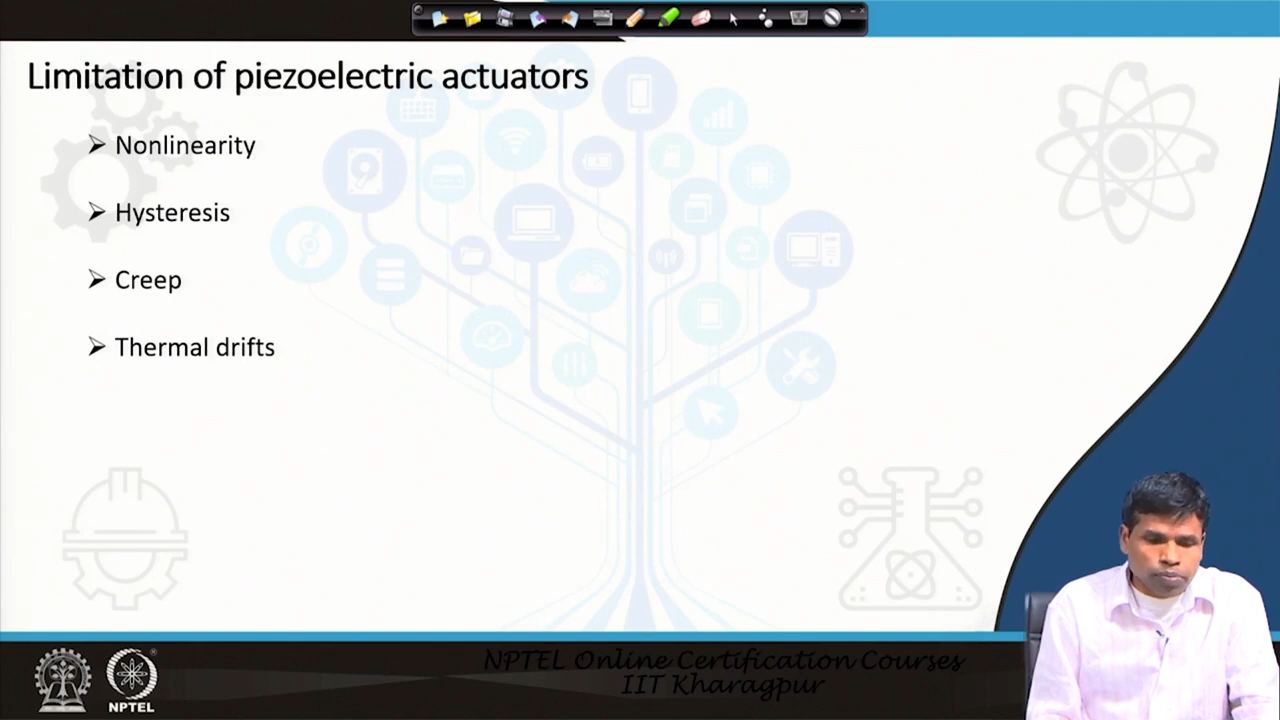 Limitation of piezoelectric actuators
➢ Nonlinearity
➢ Hysteresis
➢ Creep
➢ Thermal drifts
NPTEL Online Certification Courses
IIT Kharagpur
NPTEL